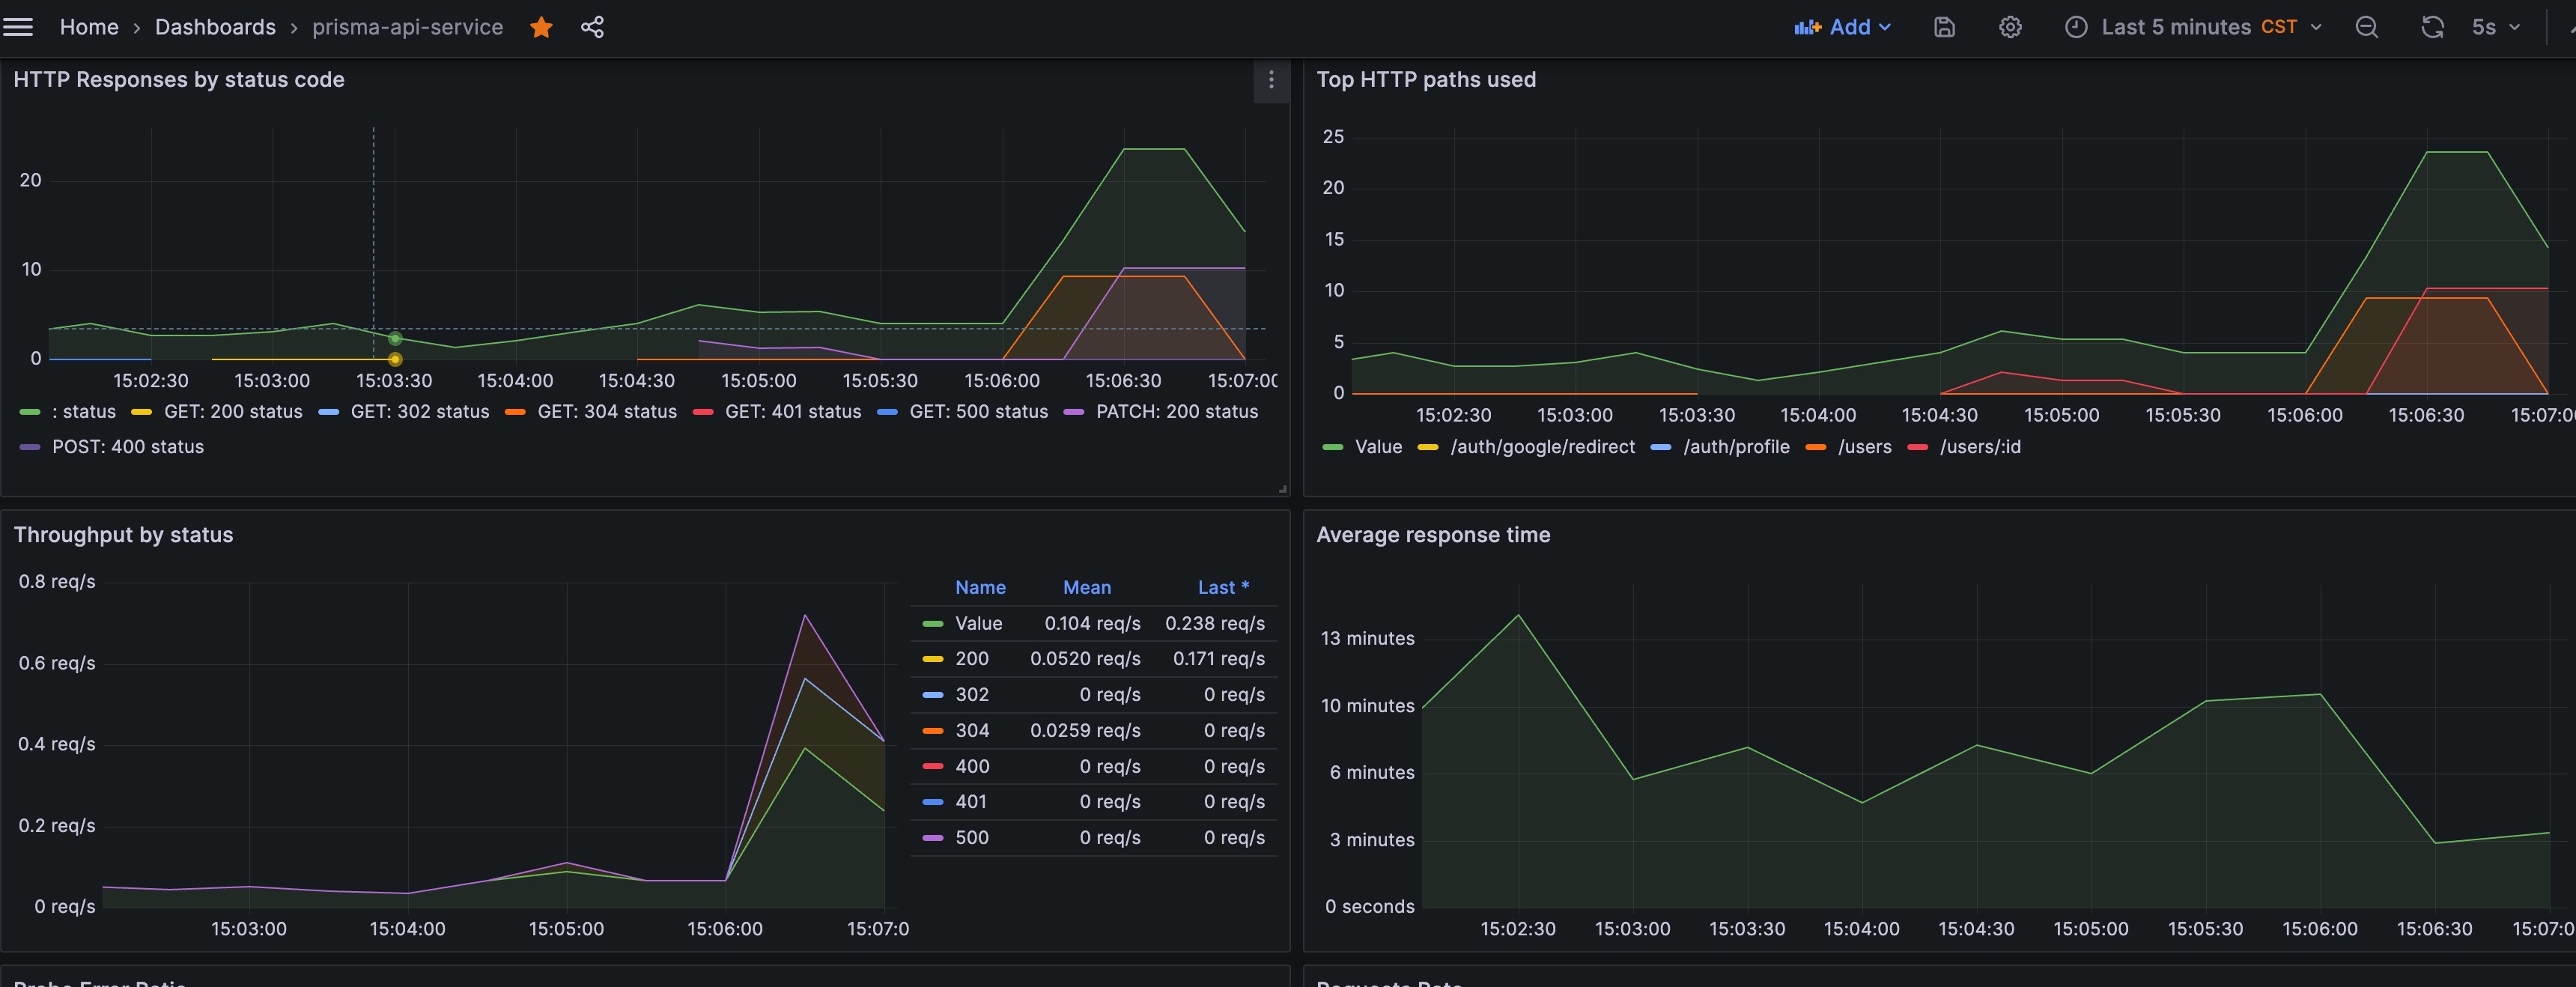 Home › Dashboards › prisma-api-service
Add
Last 5 minutes CST
5s
HTTP Responses by status code
20
10
0
15:02:30 15:03:00 15:03:30 15:04:00 15:04:30 15:05:00 15:05:30 15:06:00 15:06:30 15:07:00
: status GET: 200 status GET: 302 status GET: 304 status GET: 401 status GET: 500 status PATCH: 200 status
POST: 400 status
Top HTTP paths used
25
20
15
10
5
0
15:02:30 15:03:00 15:03:30 15:04:00 15:04:30 15:05:00 15:05:30 15:06:00 15:06:30 15:07:0
Value /auth/google/redirect /auth/profile /users /users/:id
Throughput by status
0.8 req/s
0.6 req/s
0.4 req/s
0.2 req/s
0 req/s
15:03:00 15:04:00 15:05:00 15:06:00 15:07:0
Name Mean Last *
Value 0.104 req/s 0.238 req/s
200 0.0520 req/s 0.171 req/s
302 0 req/s 0 req/s
304 0.0259 req/s 0 req/s
400 0 req/s 0 req/s
401 0 req/s 0 req/s
500 0 req/s 0 req/s
Average response time
13 minutes
10 minutes
6 minutes
3 minutes
0 seconds
15:02:30 15:03:00 15:03:30 15:04:00 15:04:30 15:05:00 15:05:30 15:06:00 15:06:30 15:07:0
Probe Error Ratio
Requests Rate